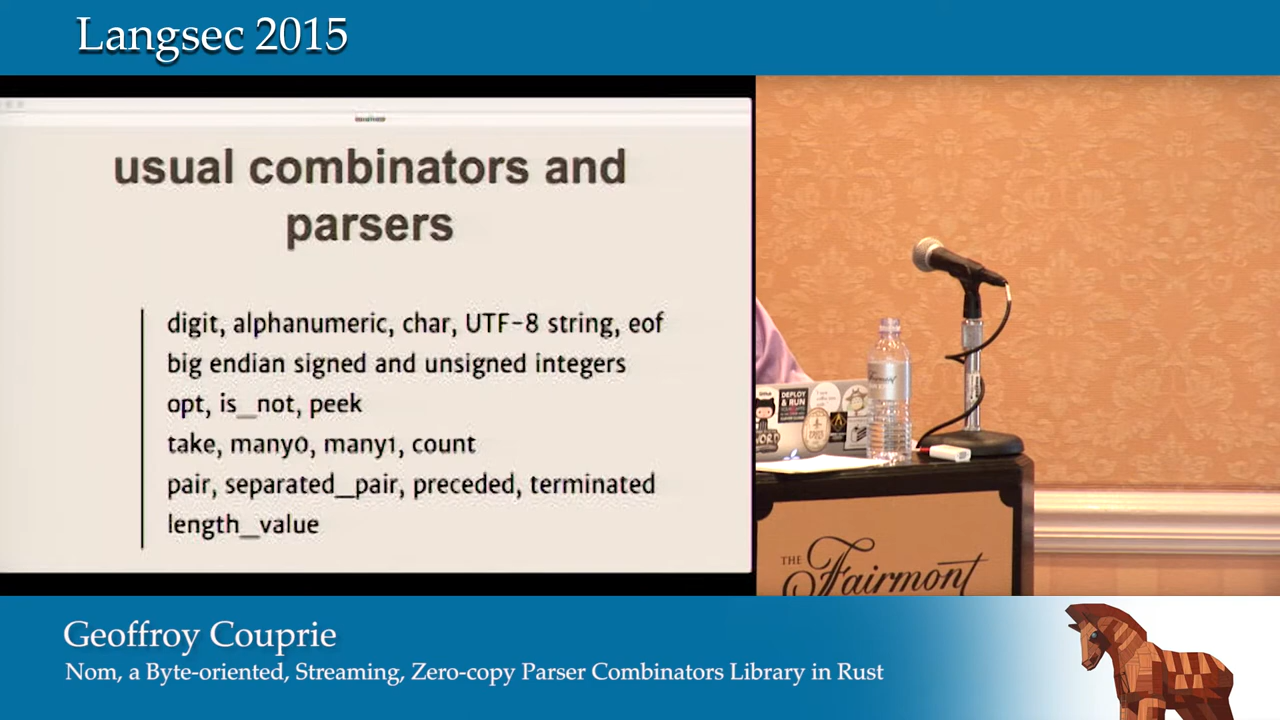 Langsec 2015
usual combinators and
parsers
digit, alphanumeric, char, UTF-8 string, eof
big endian signed and unsigned integers
opt, is_not, peek
take, many0, many1, count
pair, separated_pair, preceded, terminated
length_value
DEPLOY
& RUN
THE Fairmont
Geoffroy Couprie
Nom, a Byte-oriented, Streaming, Zero-copy Parser Combinators Library in Rust